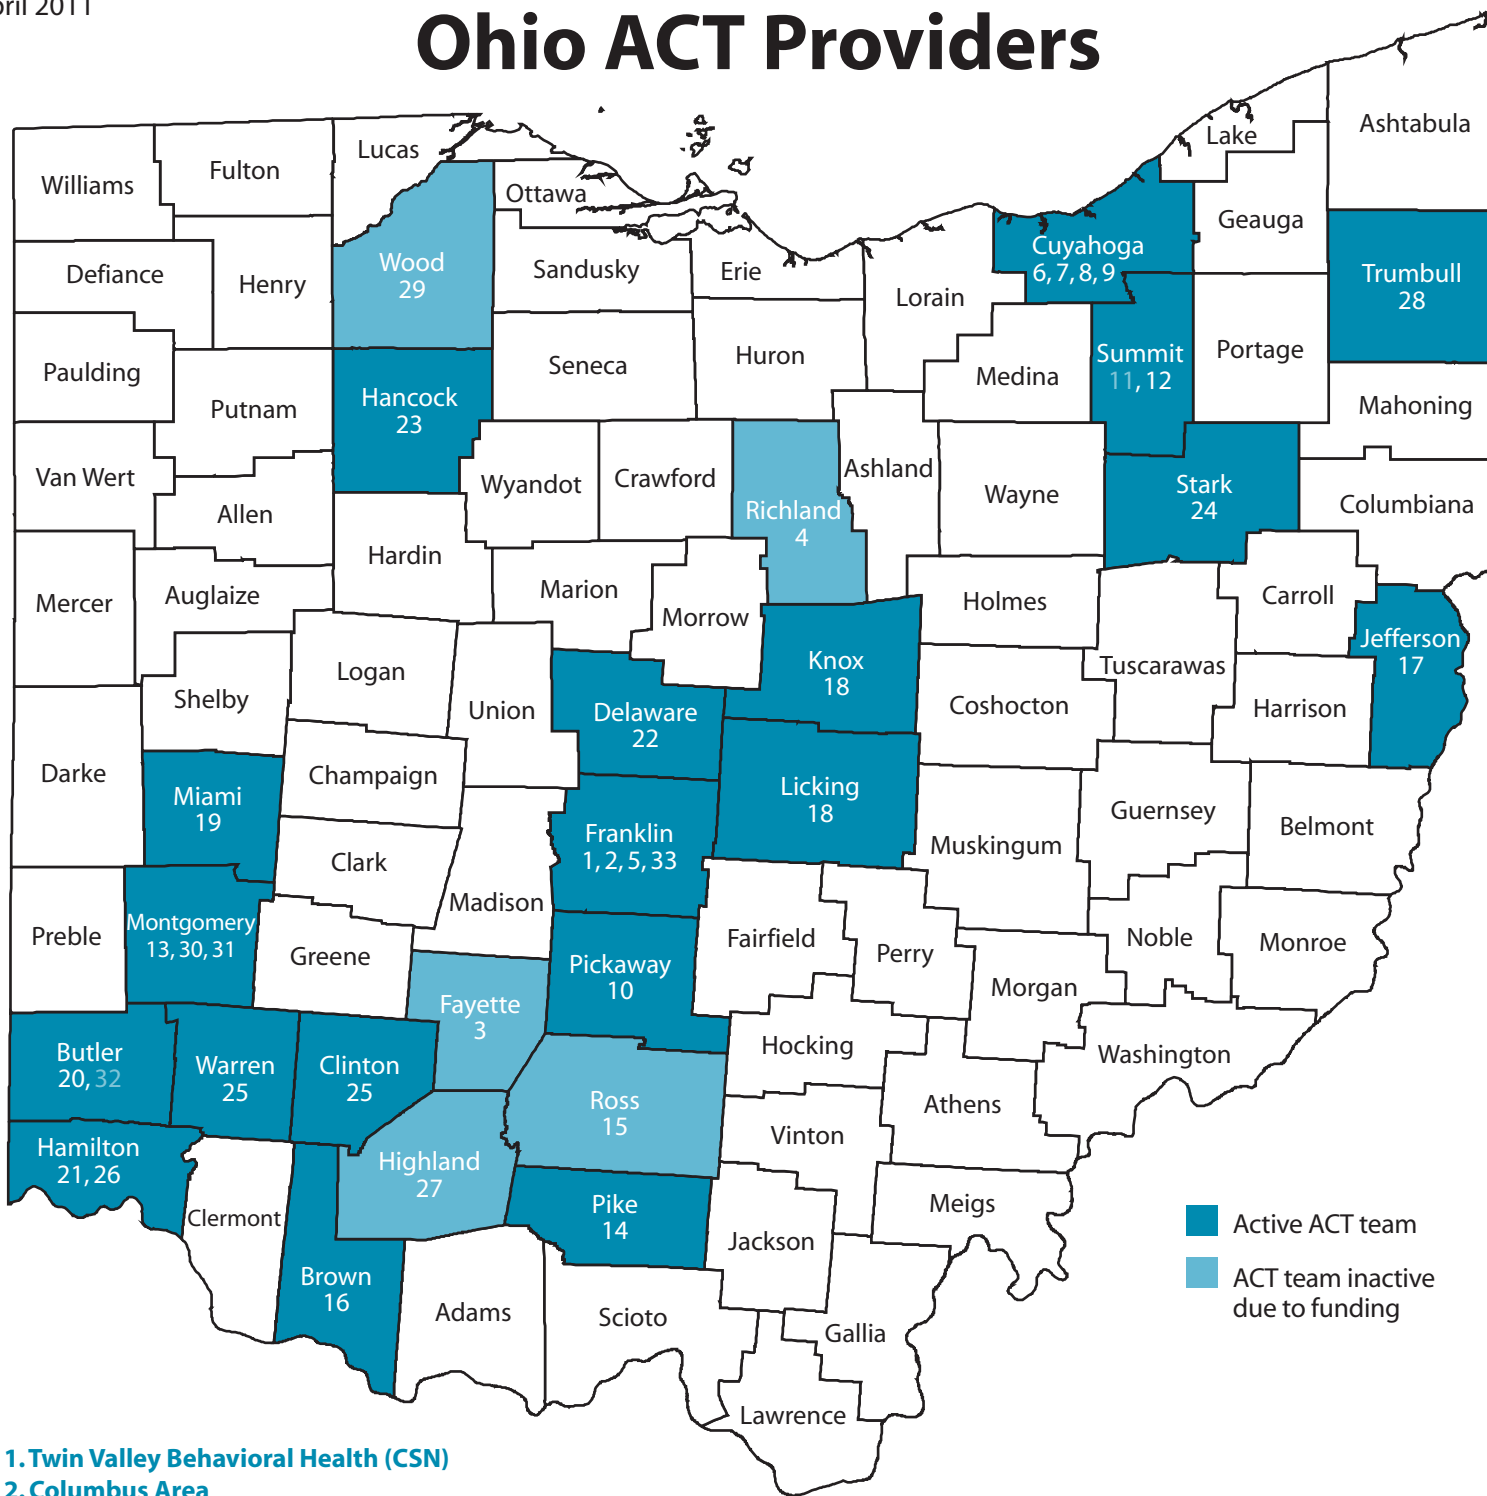 April 2011
Ohio ACT Providers
Lake
Ashtabula
Lucas
Fulton
Williams
Ottawa
Geauga
Cuyahoga
6, 7, 8, 9
Wood
29
Sandusky
Erie
Defiance
Henry
Lorain
Trumbull
28
Summit
11, 12
Portage
Huron
Seneca
Medina
Paulding
Putnam
Hancock
23
Mahoning
Ashland
Van Wert
Wyandot
Crawford
Wayne
Stark
24
Columbiana
Richland
4
Allen
Hardin
Marion
Mercer
Auglaize
Morrow
Holmes
Carroll
Jefferson
17
Knox
18
Tuscarawas
Logan
Shelby
Union
Delaware
22
Coshocton
Harrison
Darke
Champaign
Licking
18
Miami
19
Guernsey
Belmont
Franklin
1, 2, 5, 33
Muskingum
Clark
Madison
Preble
Montgomery
13, 30, 31
Greene
Fairfield
Perry
Noble
Monroe
Pickaway
10
Morgan
Fayette
3
Hocking
Washington
Butler
20, 32
Warren
25
Clinton
25
Ross
15
Athens
Vinton
Hamilton
21, 26
Highland
27
Clermont
Pike
14
Meigs
Jackson
Active ACT team
ACT team inactive
due to funding
Brown
16
Adams
Scioto
Gallia
Lawrence
1. Twin Valley Behavioral Health (CSN)
2. Columbus Area